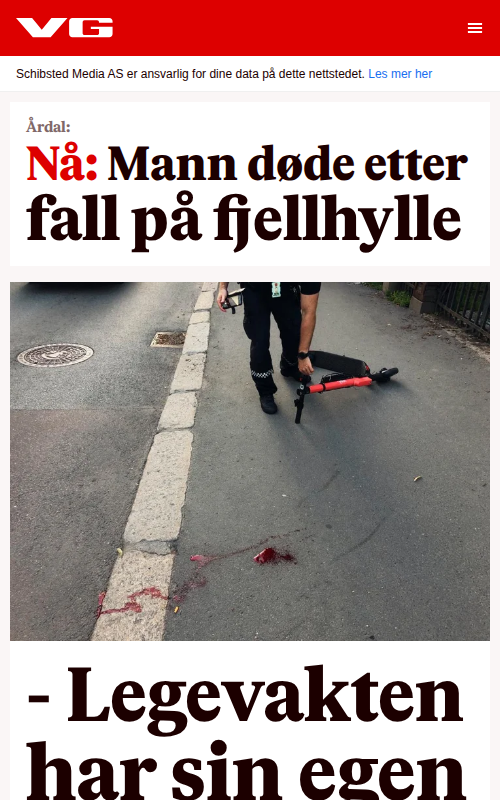 VG
Schibsted Media AS er ansvarlig for dine data på dette nettstedet. Les mer her
Årdal:
Nå: Mann døde etter
fall på fjellhylle
- Legevakten
har sin egen